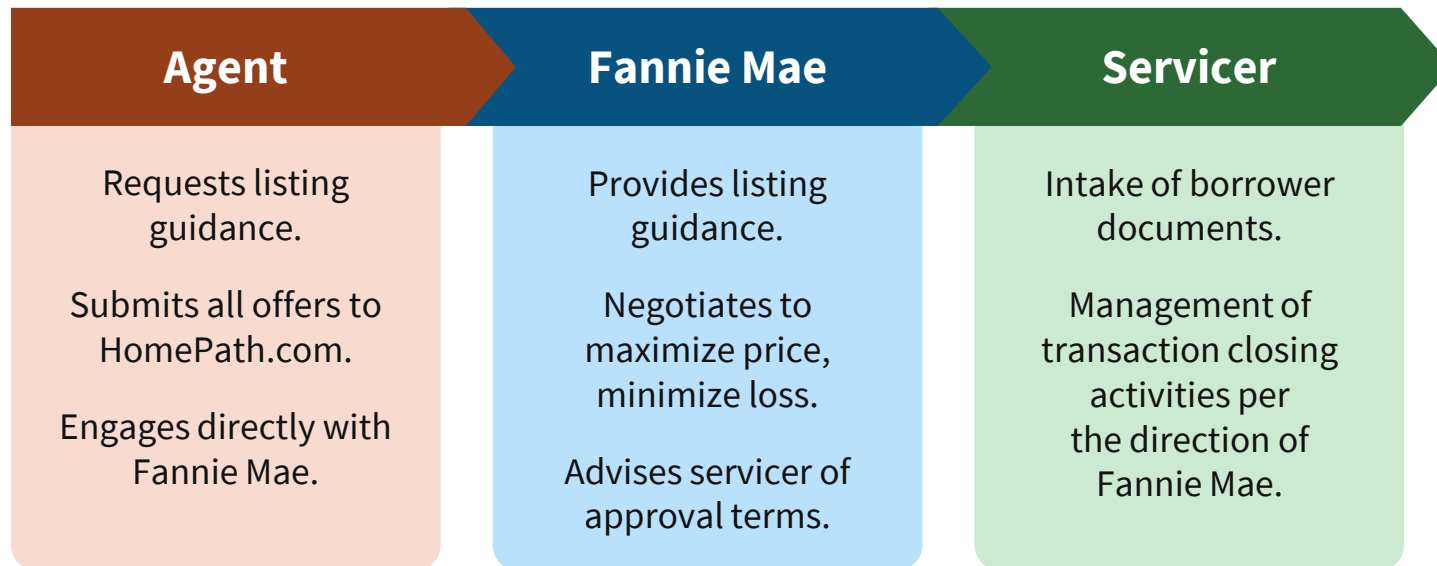 Agent
Requests listing
guidance.
Submits all offers to
HomePath.com.
Engages directly with
Fannie Mae.
Fannie Mae
Provides listing
guidance.
Negotiates to
maximize price,
minimize loss.
Advises servicer of
approval terms.
Servicer
Intake of borrower
documents.
Management of
transaction closing
activities per
the direction of
Fannie Mae.